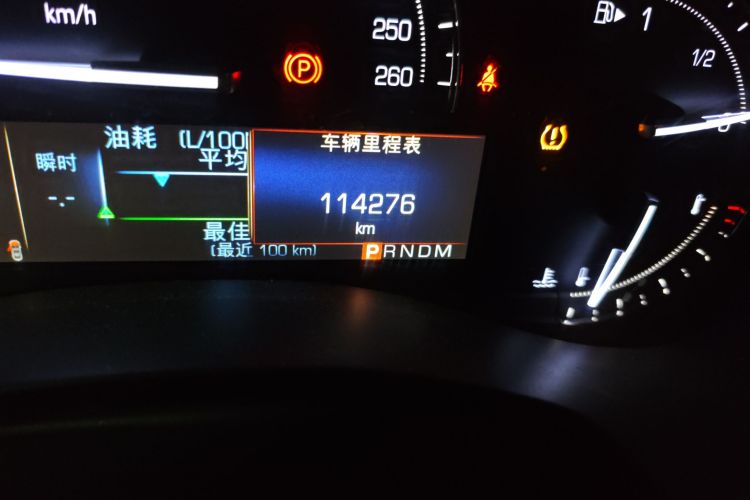 km/h
250
260
1
1/2
0
P
油耗 (L/100
瞬时
平均
-.-
最佳
(最近 100 km)
车辆里程表
114276
km
PRNDM